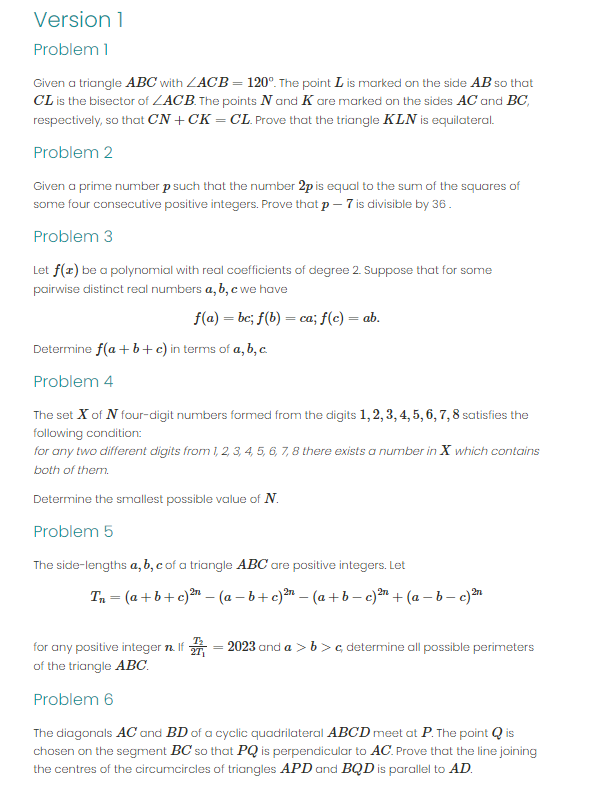 Version 1
Problem 1
Given a triangle ABC with ∠ACB = 120°. The point L is marked on the side AB so that
CL is the bisector of ∠ACB. The points N and K are marked on the sides AC and BC,
respectively, so that CN + CK = CL. Prove that the triangle KLN is equilateral.
Problem 2
Given a prime number p such that the number 2p is equal to the sum of the squares of
some four consecutive positive integers. Prove that p − 7 is divisible by 36 .
Problem 3
Let f(x) be a polynomial with real coefficients of degree 2. Suppose that for some
pairwise distinct real numbers a, b, c we have
f(a) = bc; f(b) = ca; f(c) = ab.
Determine f(a + b + c) in terms of a, b, c.
Problem 4
The set X of N four-digit numbers formed from the digits 1, 2, 3, 4, 5, 6, 7, 8 satisfies the
following condition:
for any two different digits from 1, 2, 3, 4, 5, 6, 7, 8 there exists a number in X which contains
both of them.
Determine the smallest possible value of N.
Problem 5
The side-lengths a, b, c of a triangle ABC are positive integers. Let
Tₙ = (a + b + c)²ⁿ − (a − b + c)²ⁿ − (a + b − c)²ⁿ + (a − b − c)²ⁿ
for any positive integer n. If T₂/2T₁ = 2023 and a > b > c, determine all possible perimeters
of the triangle ABC.
Problem 6
The diagonals AC and BD of a cyclic quadrilateral ABCD meet at P. The point Q is
chosen on the segment BC so that PQ is perpendicular to AC. Prove that the line joining
the centres of the circumcircles of triangles APD and BQD is parallel to AD.